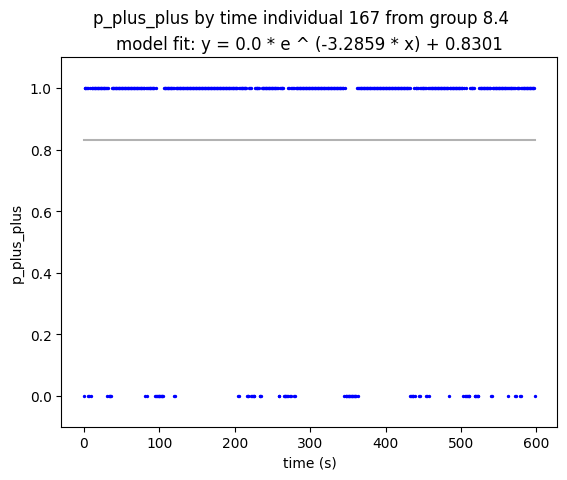 p_plus_plus by time individual 167 from group 8.4
model fit: y = 0.0 * e ^ (-3.2859 * x) + 0.8301
1.0
0.8
0.6
0.4
0.2
0.0
p_plus_plus
0 100 200 300 400 500 600
time (s)